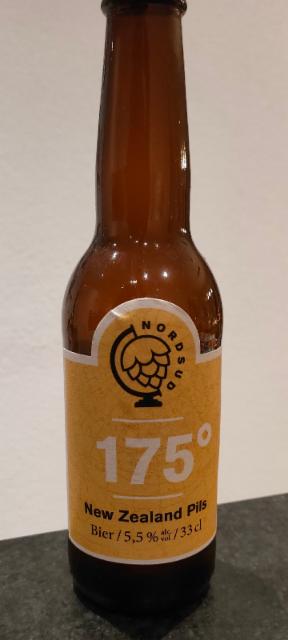 NORDSUD
175°
New Zealand Pils
Bier / 5,5 % alc. vol / 33 cl